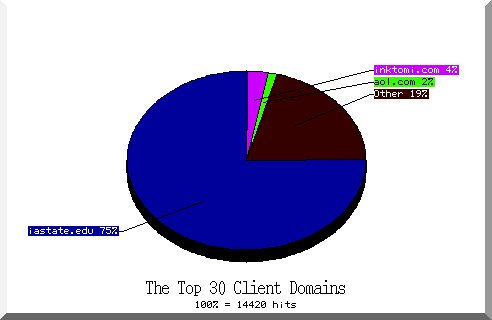 inktomi.com 4%
aol.com 2%
Other 19%
iastate.edu 75%
The Top 30 Client Domains
100% = 14420 hits